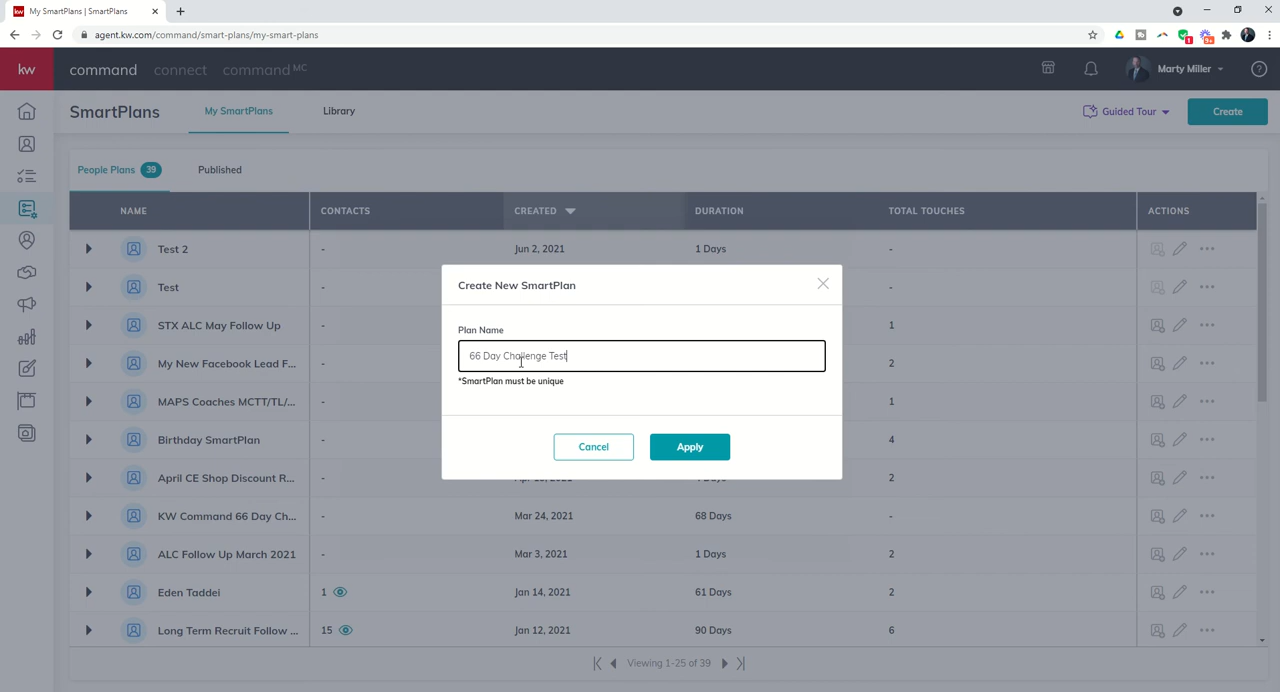 My SmartPlans | SmartPlans
agent.kw.com/command/smart-plans/my-smart-plans
kw command connect command MC Marty Miller
SmartPlans My SmartPlans Library Guided Tour Create
People Plans 39 Published
NAME CONTACTS CREATED DURATION TOTAL TOUCHES ACTIONS
Test 2 - Jun 2, 2021 1 Days -
Test -
STX ALC May Follow Up - 1
My New Facebook Lead F... - 2
MAPS Coaches MCTT/TL/... - 1
Birthday SmartPlan - 4
April CE Shop Discount R... - 2
KW Command 66 Day Ch... - Mar 24, 2021 68 Days -
ALC Follow Up March 2021 - Mar 3, 2021 1 Days 2
Eden Taddei 1 Jan 14, 2021 61 Days 2
Long Term Recruit Follow ... 15 Jan 12, 2021 90 Days 6
Viewing 1-25 of 39
Create New SmartPlan
Plan Name
66 Day Challenge Test
*SmartPlan must be unique
Cancel Apply